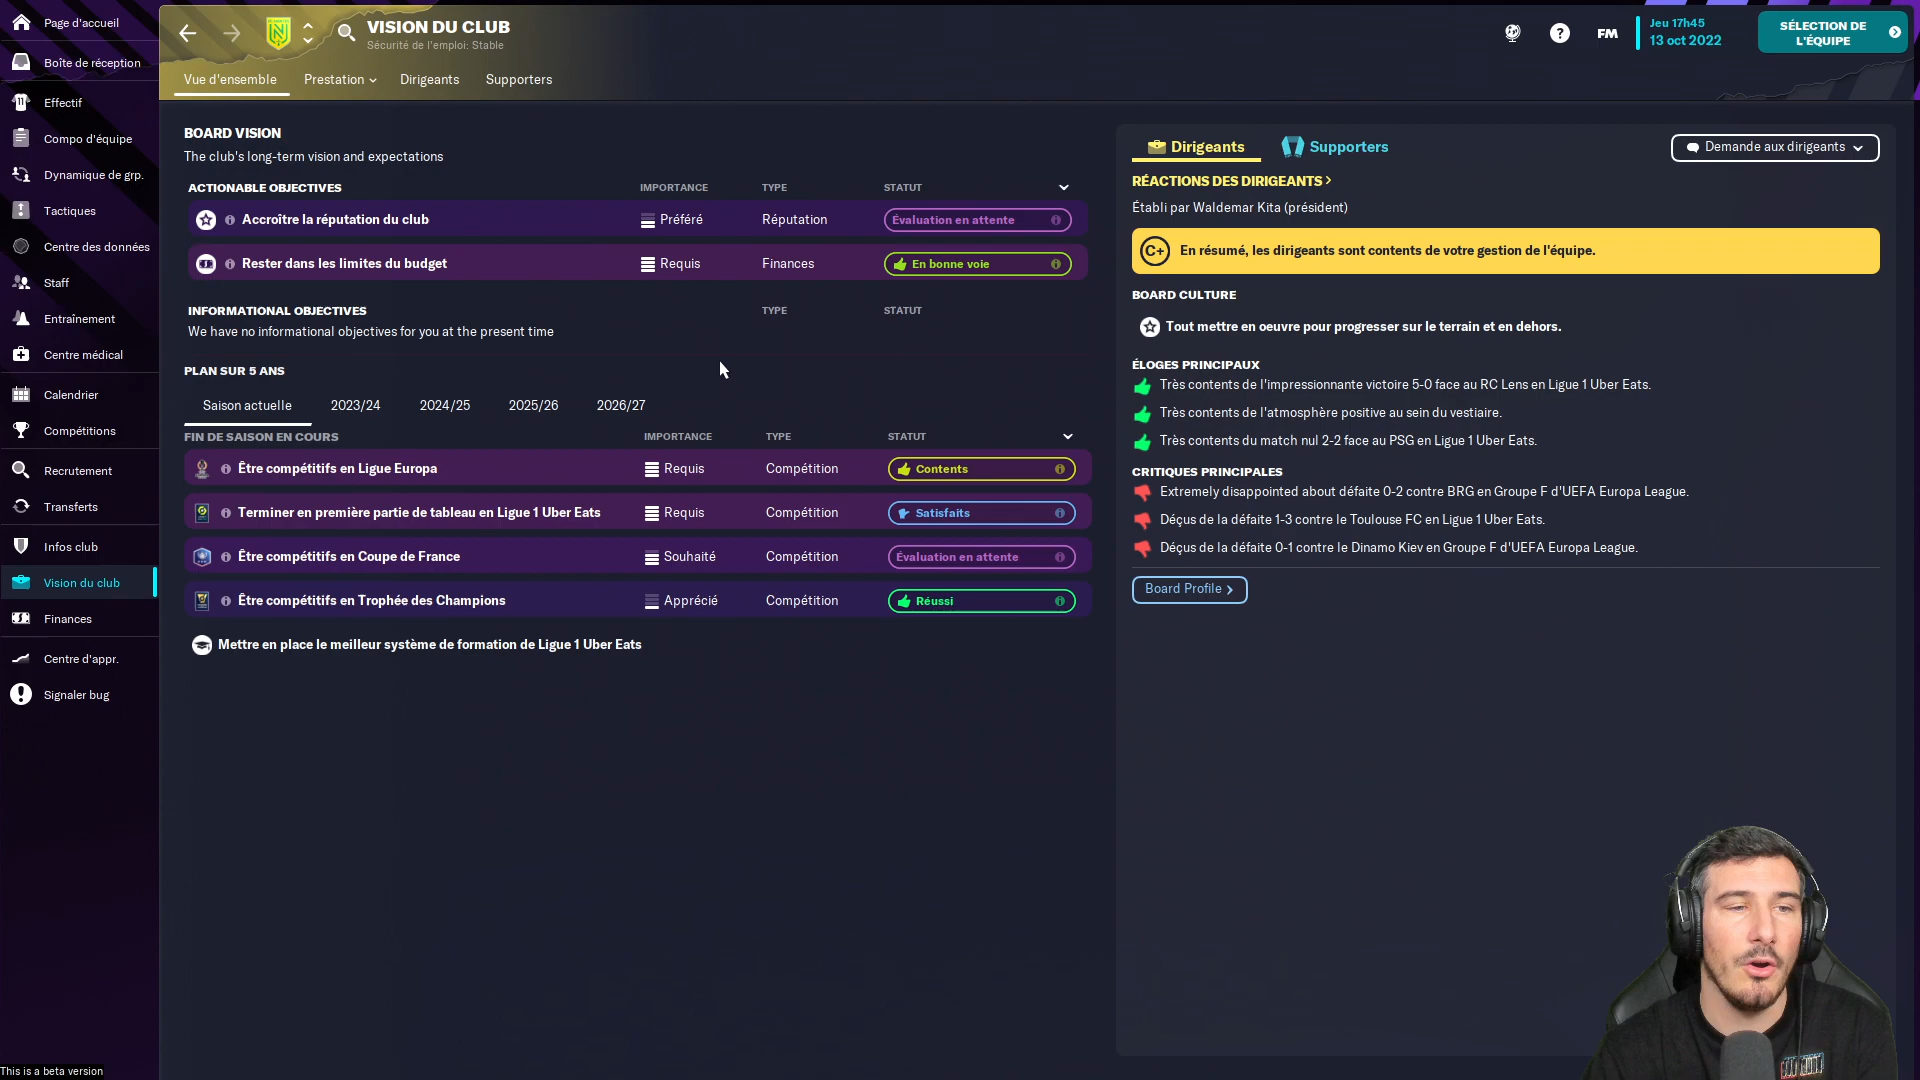 Page d'accueil
Boîte de réception
Effectif
Compo d'équipe
Dynamique de grp.
Tactiques
Centre des données
Staff
Entraînement
Centre médical
Calendrier
Compétitions
Recrutement
Transferts
Infos club
Vision du club
Finances
Centre d'appr.
Signaler bug
This is a beta version
VISION DU CLUB
Sécurité de l'emploi: Stable
FM
Jeu 17h45
13 oct 2022
SÉLECTION DE
L'ÉQUIPE
Vue d'ensemble
Prestation
Dirigeants
Supporters
BOARD VISION
The club's long-term vision and expectations
ACTIONABLE OBJECTIVES IMPORTANCE TYPE STATUT
Accroître la réputation du club Préféré Réputation Évaluation en attente
Rester dans les limites du budget Requis Finances En bonne voie
INFORMATIONAL OBJECTIVES TYPE STATUT
We have no informational objectives for you at the present time
PLAN SUR 5 ANS
Saison actuelle 2023/24 2024/25 2025/26 2026/27
FIN DE SAISON EN COURS IMPORTANCE TYPE STATUT
Être compétitifs en Ligue Europa Requis Compétition Contents
Terminer en première partie de tableau en Ligue 1 Uber Eats Requis Compétition Satisfaits
Être compétitifs en Coupe de France Souhaité Compétition Évaluation en attente
Être compétitifs en Trophée des Champions Apprécié Compétition Réussi
Mettre en place le meilleur système de formation de Ligue 1 Uber Eats
Dirigeants Supporters Demande aux dirigeants
RÉACTIONS DES DIRIGEANTS >
Établi par Waldemar Kita (président)
C+ En résumé, les dirigeants sont contents de votre gestion de l'équipe.
BOARD CULTURE
Tout mettre en oeuvre pour progresser sur le terrain et en dehors.
ÉLOGES PRINCIPAUX
Très contents de l'impressionnante victoire 5-0 face au RC Lens en Ligue 1 Uber Eats.
Très contents de l'atmosphère positive au sein du vestiaire.
Très contents du match nul 2-2 face au PSG en Ligue 1 Uber Eats.
CRITIQUES PRINCIPALES
Extremely disappointed about défaite 0-2 contre BRG en Groupe F d'UEFA Europa League.
Déçus de la défaite 1-3 contre le Toulouse FC en Ligue 1 Uber Eats.
Déçus de la défaite 0-1 contre le Dinamo Kiev en Groupe F d'UEFA Europa League.
Board Profile >